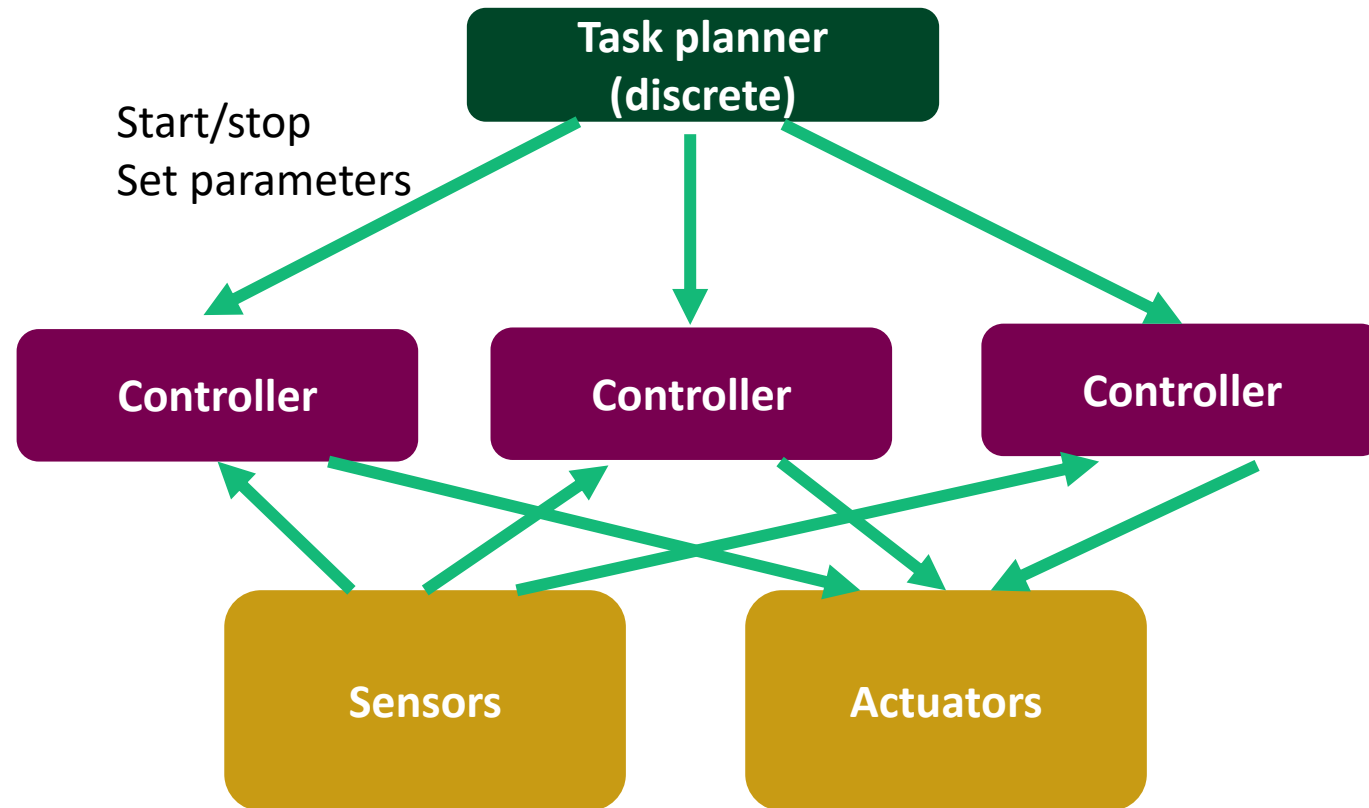 Task planner
(discrete)
Start/stop
Set parameters
Controller
Controller
Controller
Sensors
Actuators